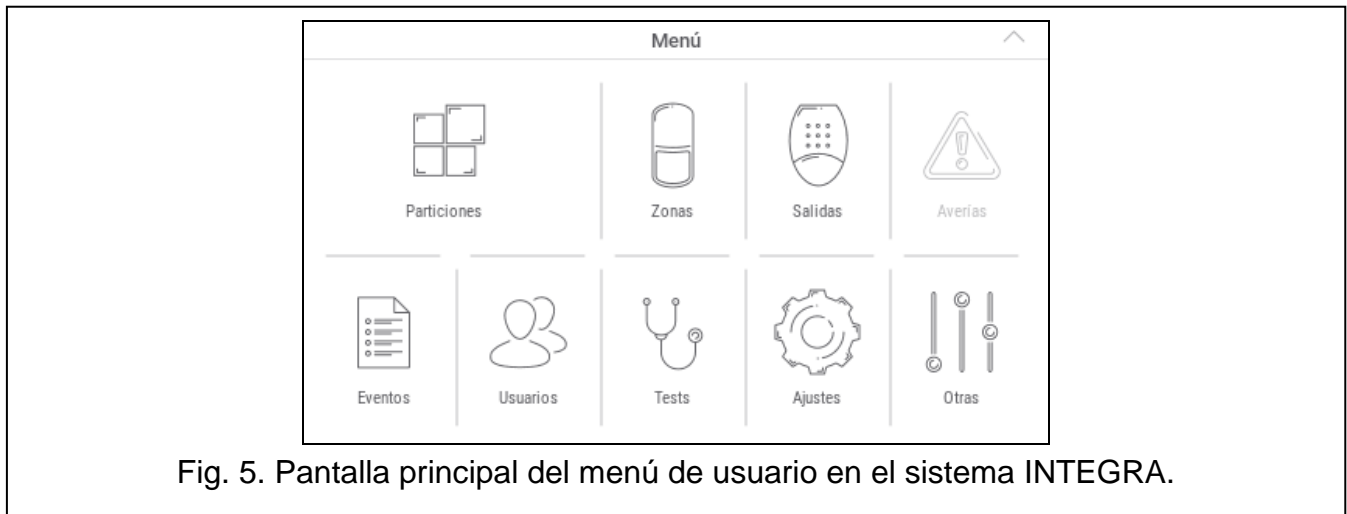 Menú
Particiones
Zonas
Salidas
Averías
Eventos
Usuarios
Tests
Ajustes
Otras
Fig. 5. Pantalla principal del menú de usuario en el sistema INTEGRA.